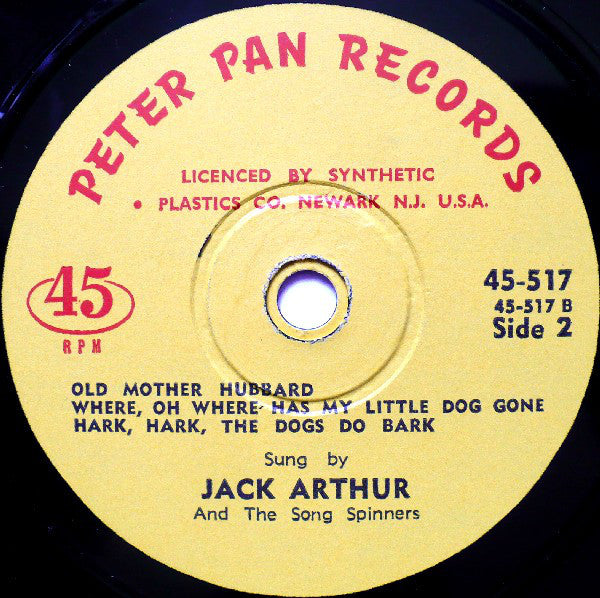 PETER PAN RECORDS
LICENCED BY SYNTHETIC
• PLASTICS CO. NEWARK N.J. U.S.A.
45
RPM
45-517
45-517 B
Side 2
OLD MOTHER HUBBARD
WHERE, OH WHERE HAS MY LITTLE DOG GONE
HARK, HARK, THE DOGS DO BARK
Sung by
JACK ARTHUR
And The Song Spinners